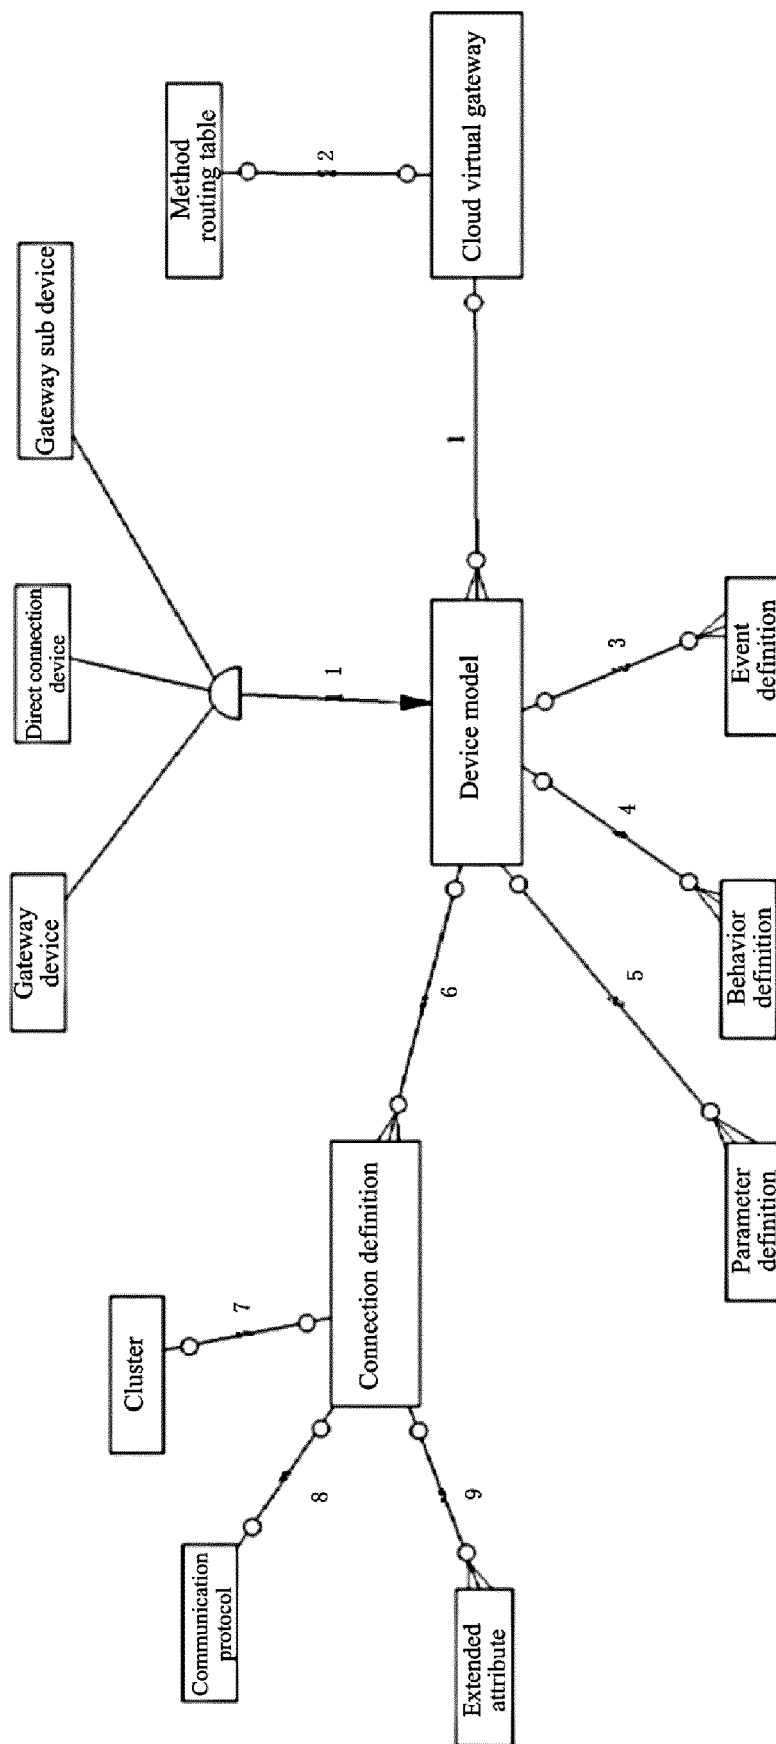 Gateway
device
Direct connection
device
Gateway sub device
Cluster
Communication
protocol
Method
routing table
7
8
1
2
Connection definition
6
1
Extended
attribute
9
Device model
Cloud virtual gateway
5
4
3
Parameter
definition
Behavior
definition
Event
definition